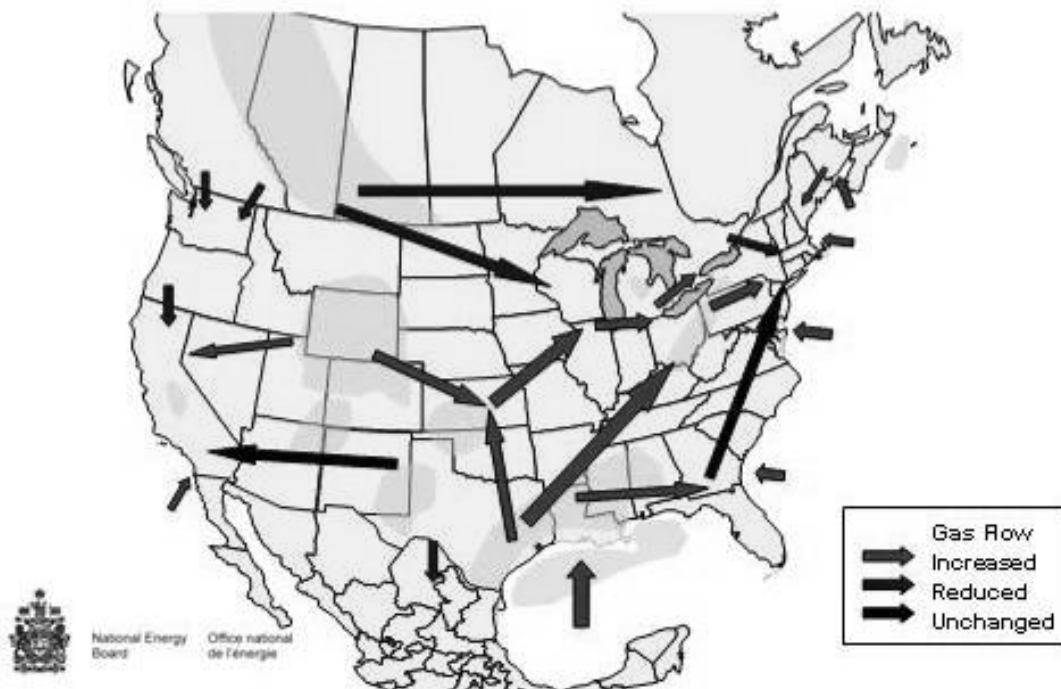 Gas Flow
Increased
Reduced
Unchanged
National Energy
Board
Office national
de l'énergie